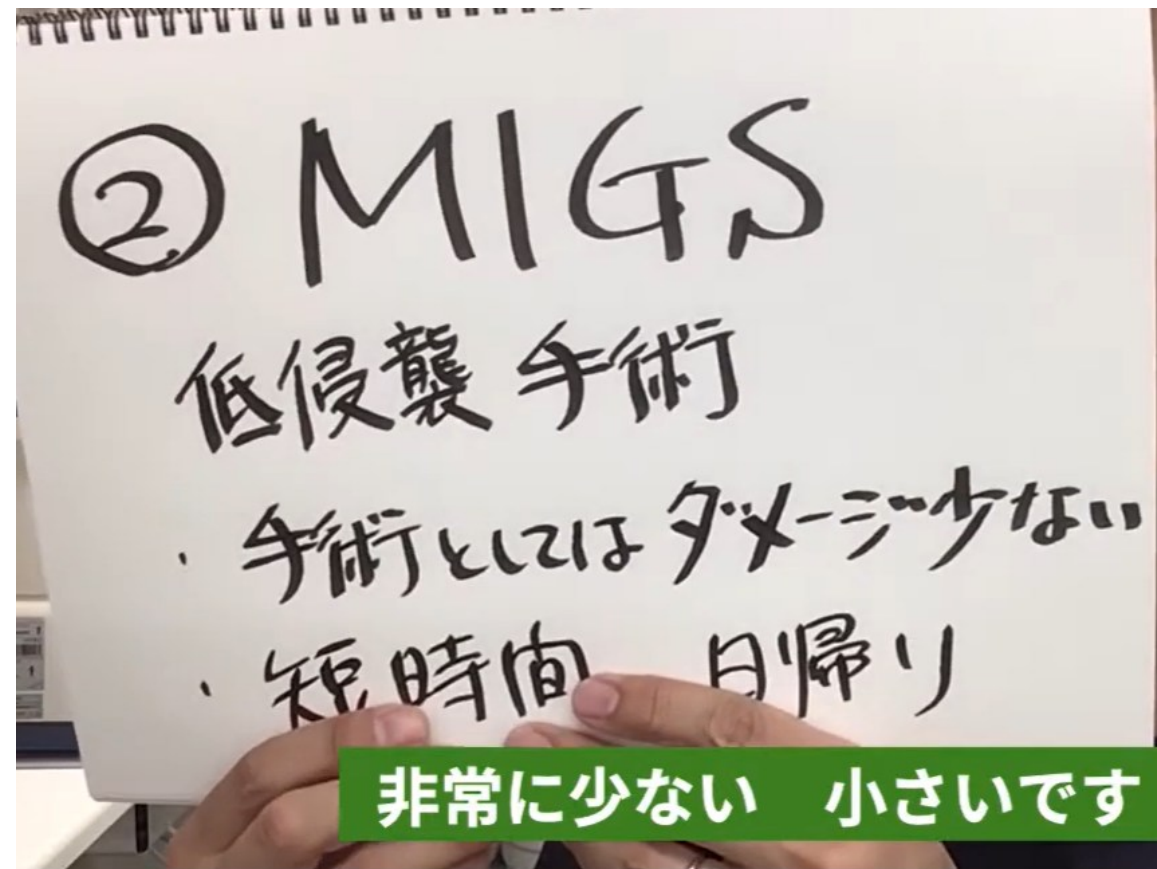 ② MIGS
低侵襲 手術
・手術としてはダメージ少ない
・短時間 日帰り
非常に少ない 小さいです